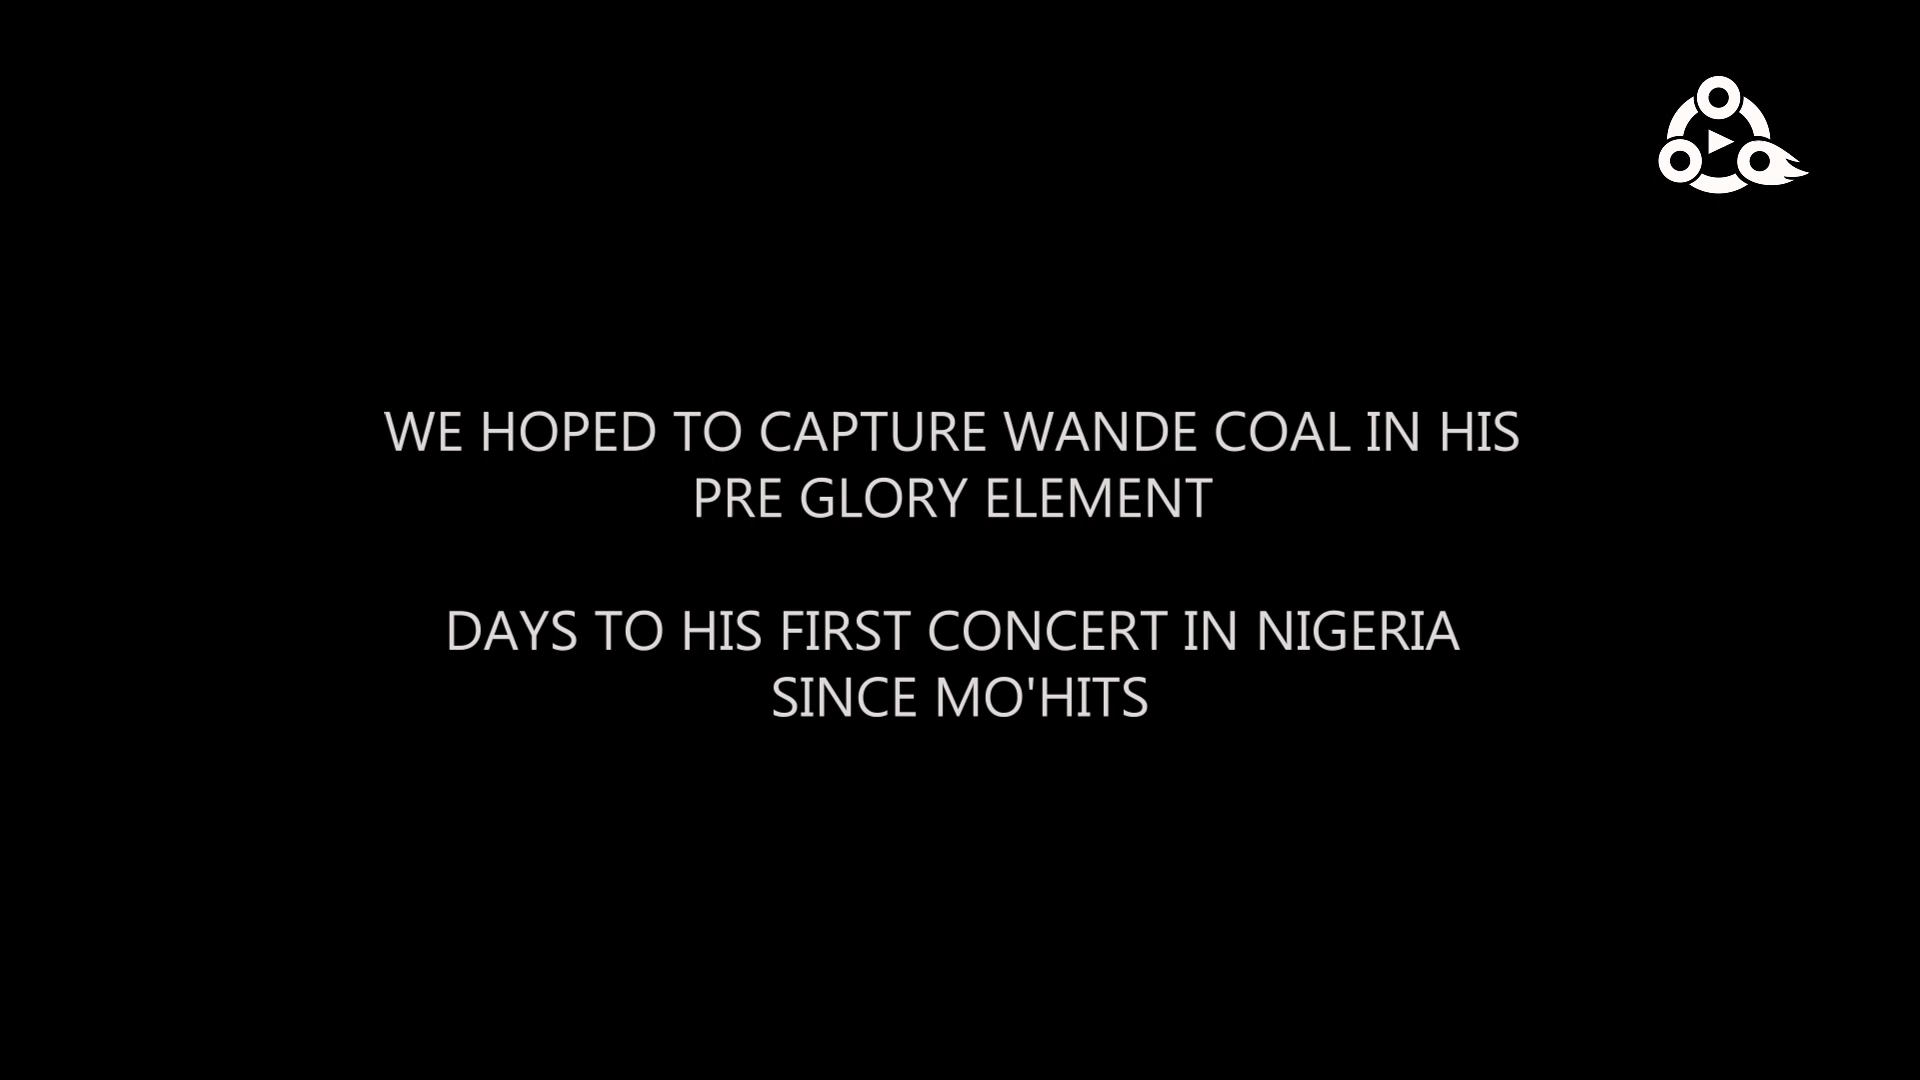 WE HOPED TO CAPTURE WANDE COAL IN HIS
PRE GLORY ELEMENT
DAYS TO HIS FIRST CONCERT IN NIGERIA
SINCE MO'HITS